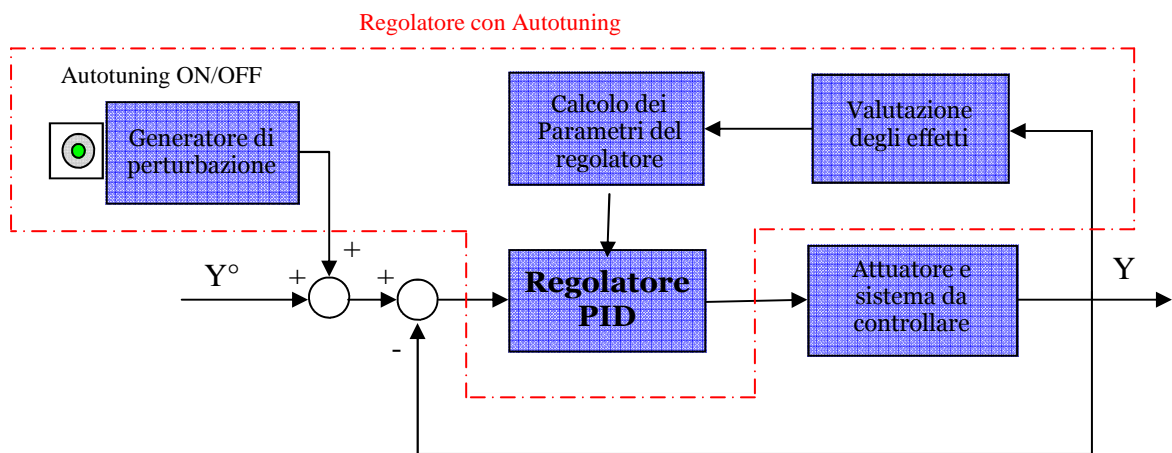 Regolatore con Autotuning
Autotuning ON/OFF
Generatore di
perturbazione
Calcolo dei
Parametri del
regolatore
Valutazione
degli effetti
+
Y°
+
+
Regolatore
PID
Attuatore e
sistema da
controllare
Y
-